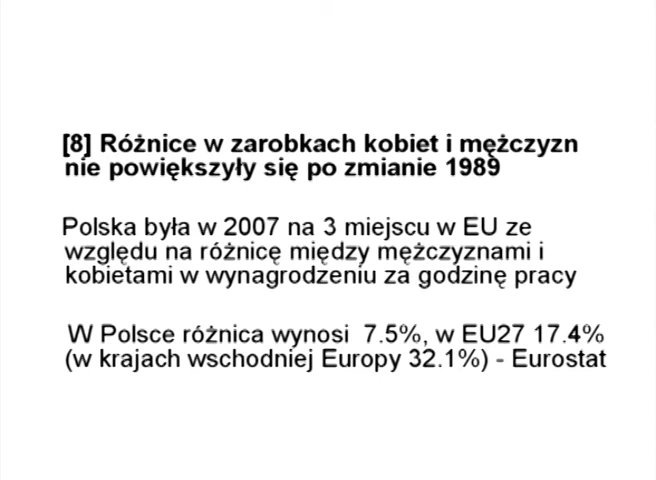 [8] Różnice w zarobkach kobiet i mężczyzn
nie powiększyły się po zmianie 1989
Polska była w 2007 na 3 miejscu w EU ze
względu na różnicę między mężczyznami i
kobietami w wynagrodzeniu za godzinę pracy
W Polsce różnica wynosi 7.5%, w EU27 17.4%
(w krajach wschodniej Europy 32.1%) - Eurostat